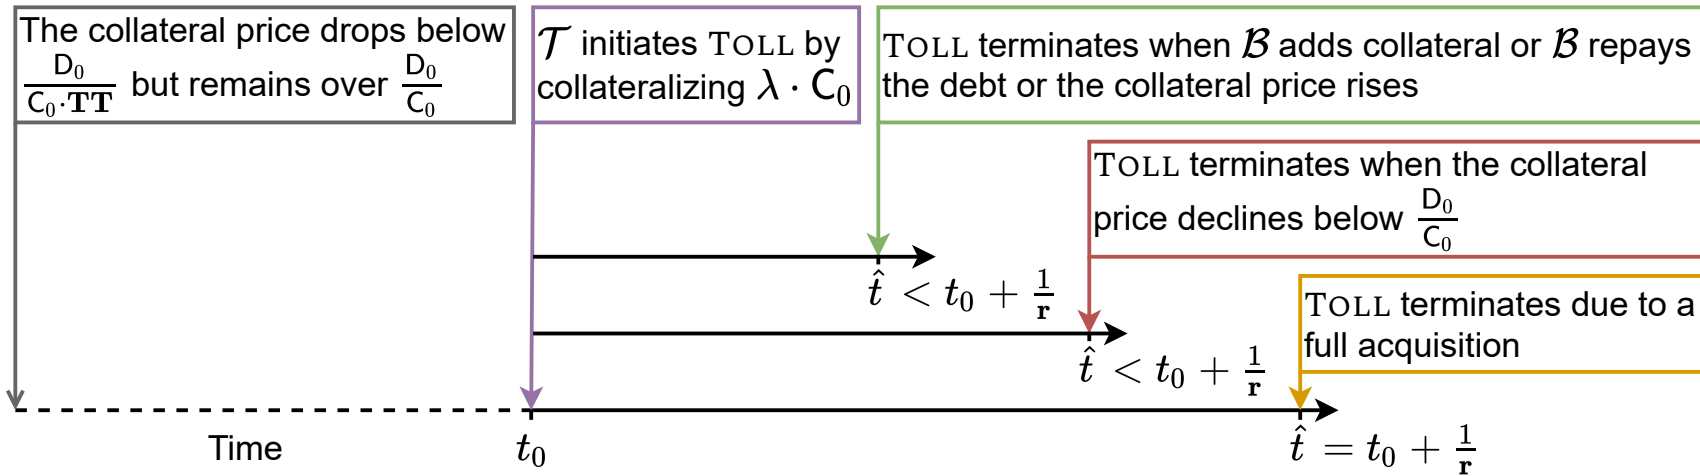 The collateral price drops below
D₀/(C₀·TT) but remains over D₀/C₀
𝒯 initiates TOLL by
collateralizing λ · C₀
TOLL terminates when ℬ adds collateral or ℬ repays
the debt or the collateral price rises
TOLL terminates when the collateral
price declines below D₀/C₀
t̂ < t₀ + 1/r
TOLL terminates due to a
full acquisition
t̂ < t₀ + 1/r
Time
t₀
t̂ = t₀ + 1/r